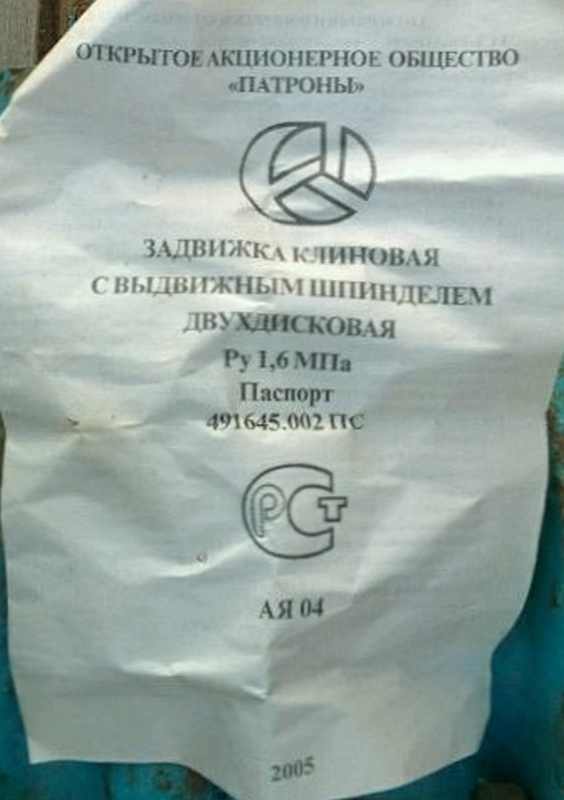 ОТКРЫТОЕ АКЦИОНЕРНОЕ ОБЩЕСТВО
«ПАТРОНЫ»
ЗАДВИЖКА КЛИНОВАЯ
С ВЫДВИЖНЫМ ШПИНДЕЛЕМ
ДВУХДИСКОВАЯ
Ру 1,6 МПа
Паспорт
491645.002 ПС
РСТ
АЯ 04
2005